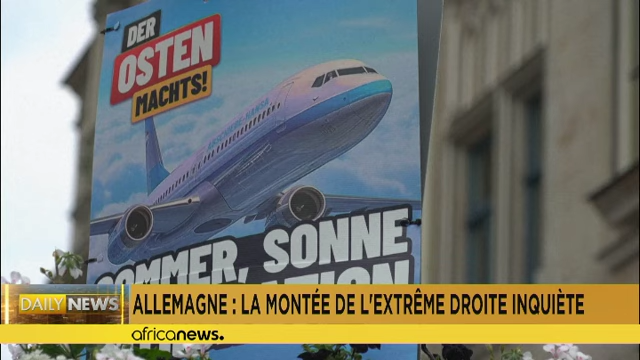 DER
OSTEN
MACHTS!
SOMMER, SONNE
DAILY NEWS
ALLEMAGNE : LA MONTÉE DE L'EXTRÊME DROITE INQUIÈTE
africanews.